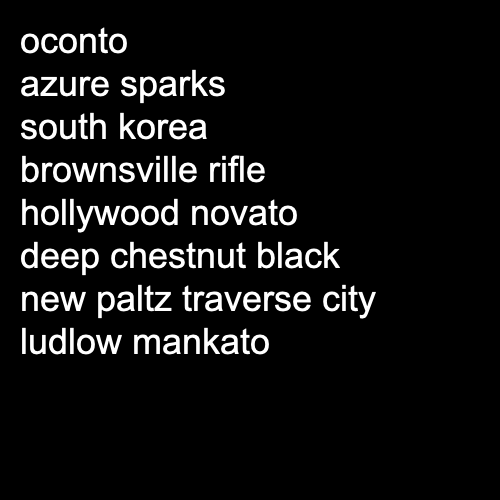 oconto
azure sparks
south korea
brownsville rifle
hollywood novato
deep chestnut black
new paltz traverse city
ludlow mankato